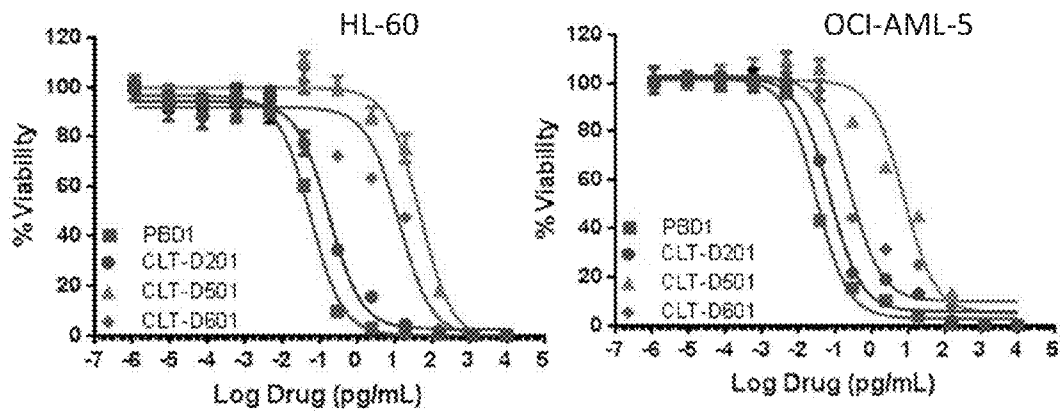 HL-60
120
100
80
60
40
20
0
% Viability
PBD1
CLT-D201
CLT-D501
CLT-D601
-7 -6 -5 -4 -3 -2 -1 0 1 2 3 4 5
Log Drug (pg/mL)
OCI-AML-5
120
100
80
60
40
20
0
% Viability
PBD1
CLT-D201
CLT-D501
CLT-D601
-7 -6 -5 -4 -3 -2 -1 0 1 2 3 4 5
Log Drug (pg/mL)